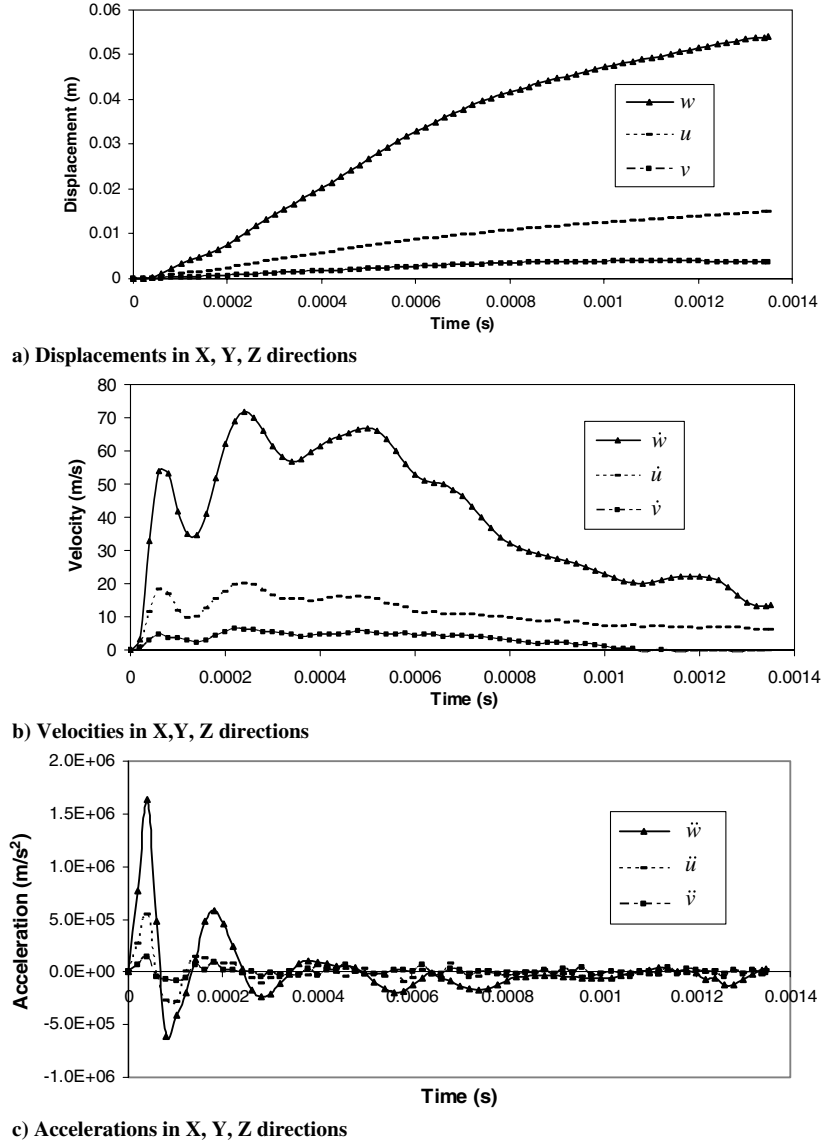 0.06
0.05
0.04
0.03
0.02
0.01
0
Displacement (m)
w
u
v
0.0002 0.0004 0.0006 0.0008 0.001 0.0012 0.0014
Time (s)
a) Displacements in X, Y, Z directions
80
70
60
50
40
30
20
10
0
Velocity (m/s)
ẇ
u̇
v̇
0 0.0002 0.0004 0.0006 0.0008 0.001 0.0012 0.0014
Time (s)
b) Velocities in X,Y, Z directions
2.0E+06
1.5E+06
1.0E+06
5.0E+05
0.0E+00
-5.0E+05
-1.0E+06
Acceleration (m/s²)
ẅ
ü
v̈
0 0.0002 0.0004 0.0006 0.0008 0.001 0.0012 0.0014
Time (s)
c) Accelerations in X, Y, Z directions